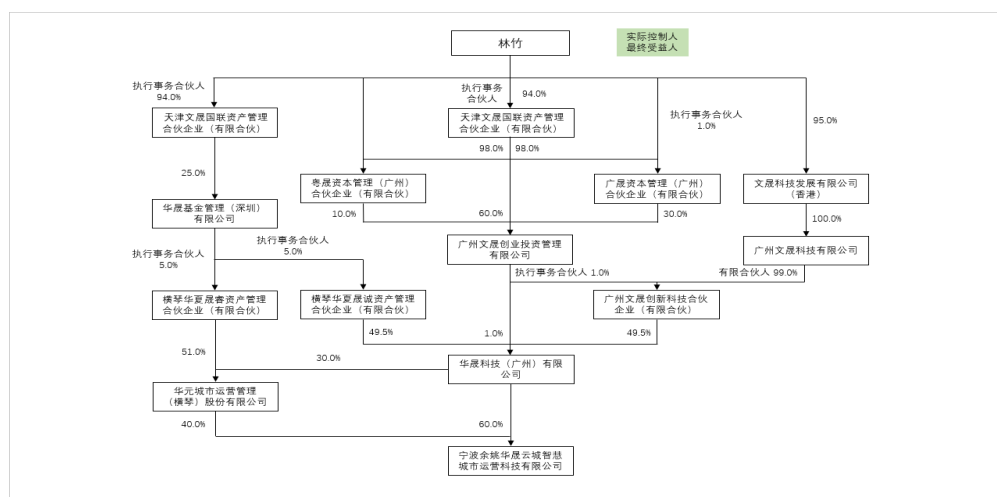 林竹
实际控制人
最终受益人
执行事务合伙人
94.0%
执行事务
合伙人
94.0%
执行事务合伙人
1.0%
95.0%
天津文晟国联资产管理
合伙企业（有限合伙）
天津文晟国联资产管理
合伙企业（有限合伙）
98.0%
98.0%
25.0%
粤晟资本管理（广州）
合伙企业（有限合伙）
广晟资本管理（广州）
合伙企业（有限合伙）
文晟科技发展有限公司
（香港）
华晟基金管理（深圳）
有限公司
10.0%
60.0%
30.0%
100.0%
执行事务合伙人
5.0%
执行事务合伙人
5.0%
广州文晟创业投资管理
有限公司
广州文晟科技有限公司
执行事务合伙人 1.0%
有限合伙人 99.0%
横琴华夏晟睿资产管理
合伙企业（有限合伙）
横琴华夏晟诚资产管理
合伙企业（有限合伙）
广州文晟创新科技合伙
企业（有限合伙）
49.5%
1.0%
49.5%
51.0%
30.0%
华晟科技（广州）有限
公司
华元城市运营管理
（横琴）股份有限公司
40.0%
60.0%
宁波余姚华晟云城智慧
城市运营科技有限公司